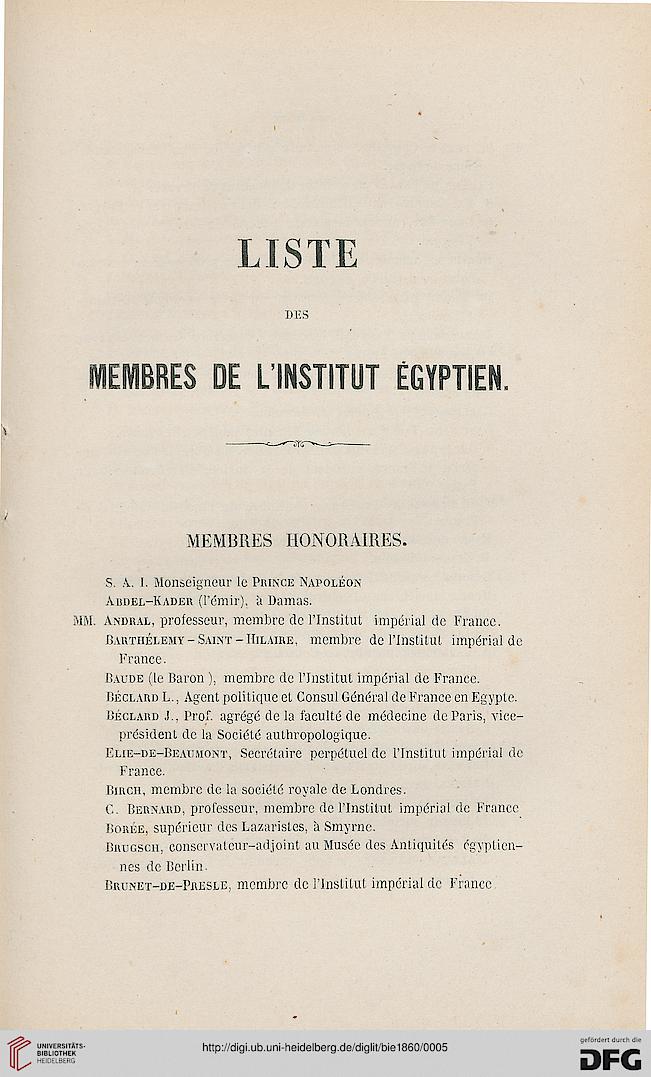 LISTE
DES
MEMBRES DE L'INSTITUT ÉGYPTIEN.
MEMBRES HONORAIRES.
S. A. I. Monseigneur le PRINCE NAPOLÉON
ABDEL-KADER (l'émir), à Damas.
MM. ANDRAL, professeur, membre de l'Institut impérial de France.
BARTHÉLEMY-SAINT-HILAIRE, membre de l'Institut impérial de
France.
BAUDE (le Baron), membre de l'Institut impérial de France.
BÉCLARD L., Agent politique et Consul Général de France en Egypte.
BÉCLARD J., Prof. agrégé de la faculté de médecine de Paris, vice-
président de la Société authropologique.
ELIE-DE-BEAUMONT, Secrétaire perpétuel de l'Institut impérial de
France.
BIRCH, membre de la société royale de Londres.
C. BERNARD, professeur, membre de l'Institut impérial de France
BORÉE, supérieur des Lazaristes, à Smyrne.
BRUGSCH, conservateur-adjoint au Musée des Antiquités égyptien-
nes de Berlin.
BRUNET-DE-PRESLE, membre de l'Institut impérial de France
UNIVERSITÄTS-
BIBLIOTHEK
HEIDELBERG
http://digi.ub.uni-heidelberg.de/diglit/bie1860/0005
gefördert durch die
DFG